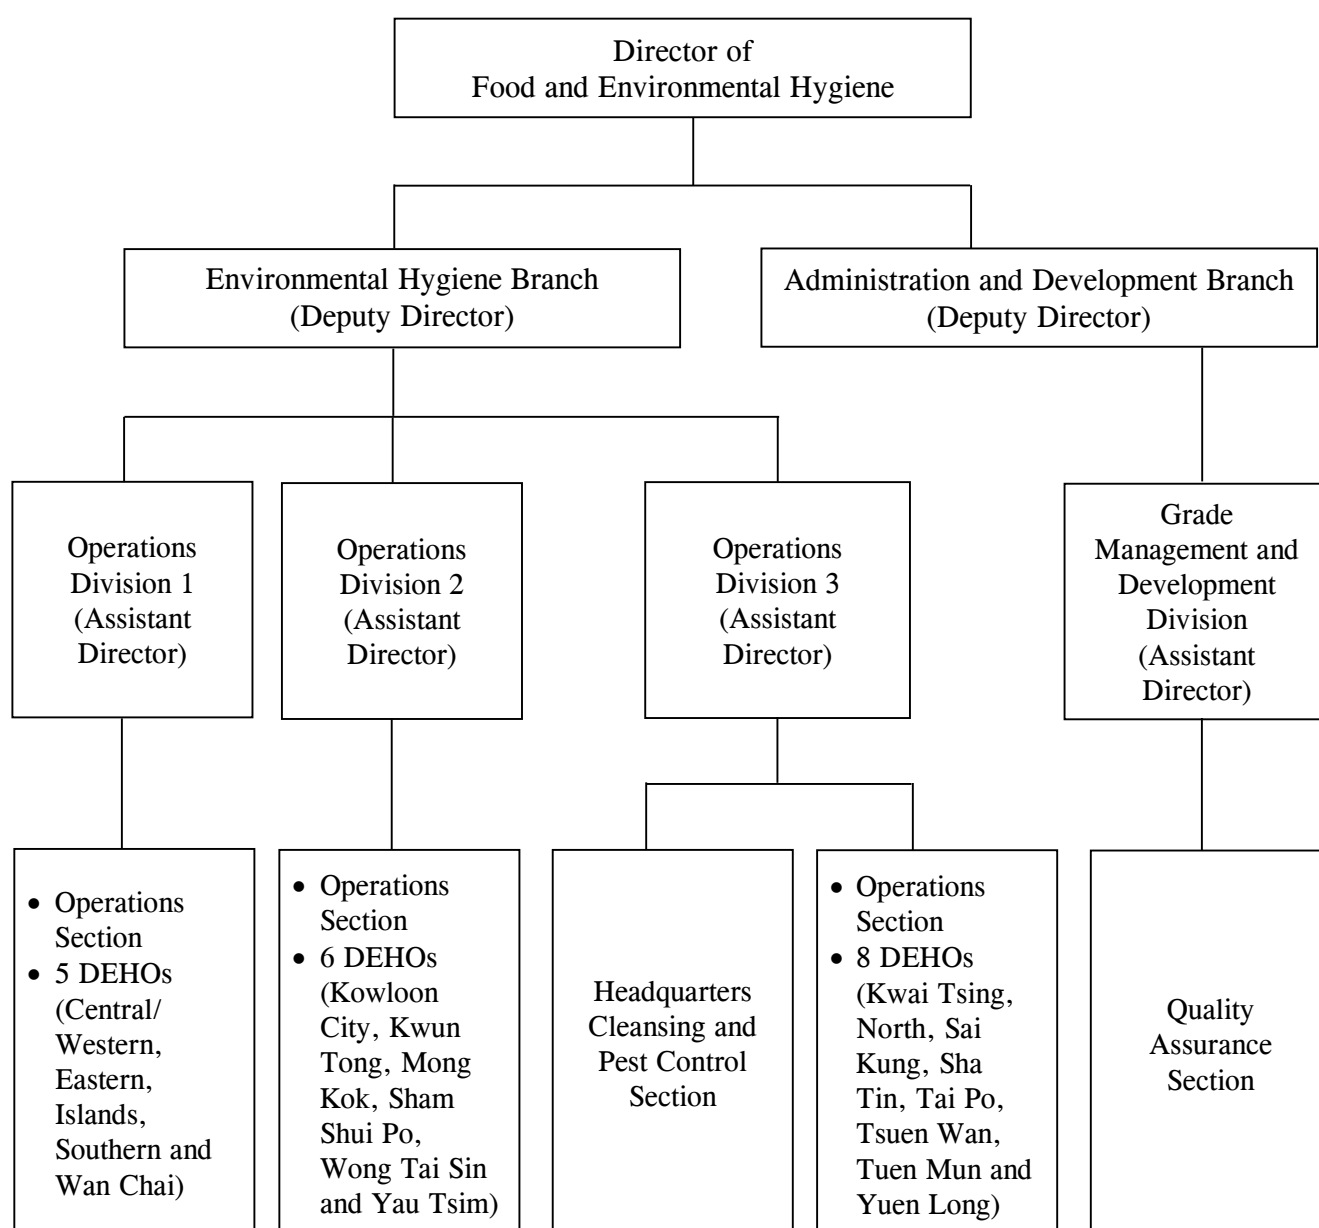 Director of
Food and Environmental Hygiene
Environmental Hygiene Branch
(Deputy Director)
Administration and Development Branch
(Deputy Director)
Operations
Division 1
(Assistant
Director)
Operations
Division 2
(Assistant
Director)
Operations
Division 3
(Assistant
Director)
Grade
Management and
Development
Division
(Assistant
Director)
• Operations
Section
• 5 DEHOs
(Central/
Western,
Eastern,
Islands,
Southern and
Wan Chai)
• Operations
Section
• 6 DEHOs
(Kowloon
City, Kwun
Tong, Mong
Kok, Sham
Shui Po,
Wong Tai Sin
and Yau Tsim)
Headquarters
Cleansing and
Pest Control
Section
• Operations
Section
• 8 DEHOs
(Kwai Tsing,
North, Sai
Kung, Sha
Tin, Tai Po,
Tsuen Wan,
Tuen Mun and
Yuen Long)
Quality
Assurance
Section